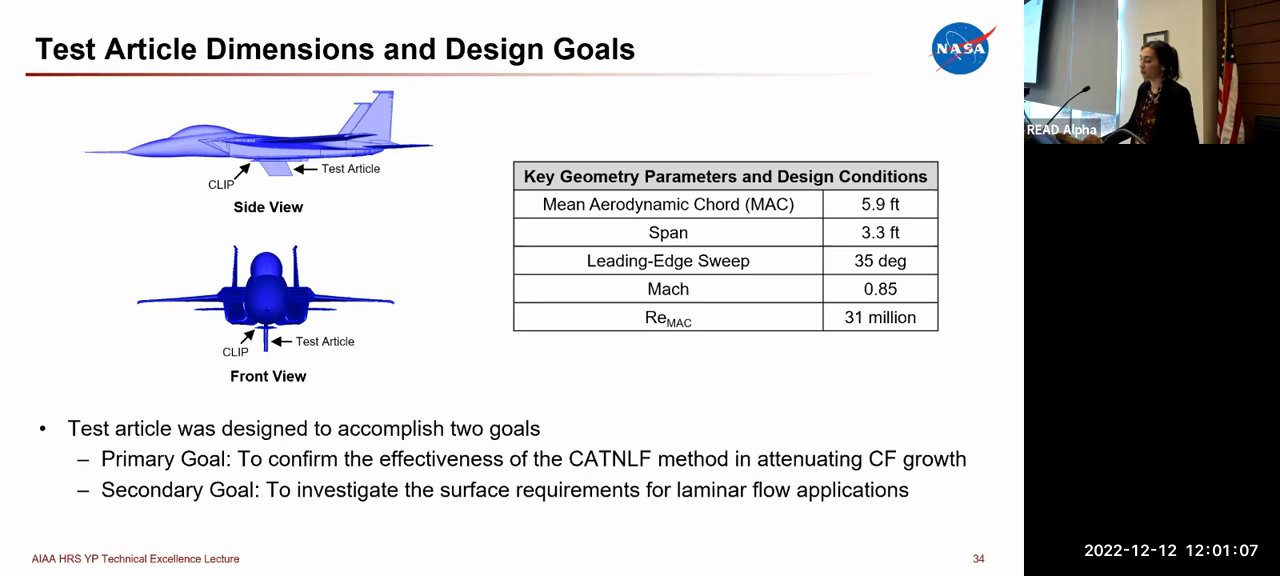 Test Article Dimensions and Design Goals
NASA
READ Alpha
CLIP
Test Article
Side View
CLIP
Test Article
Front View
Key Geometry Parameters and Design Conditions
Mean Aerodynamic Chord (MAC) 5.9 ft
Span 3.3 ft
Leading-Edge Sweep 35 deg
Mach 0.85
ReMAC 31 million
• Test article was designed to accomplish two goals
– Primary Goal: To confirm the effectiveness of the CATNLF method in attenuating CF growth
– Secondary Goal: To investigate the surface requirements for laminar flow applications
AIAA HRS YP Technical Excellence Lecture
34
2022-12-12 12:01:07